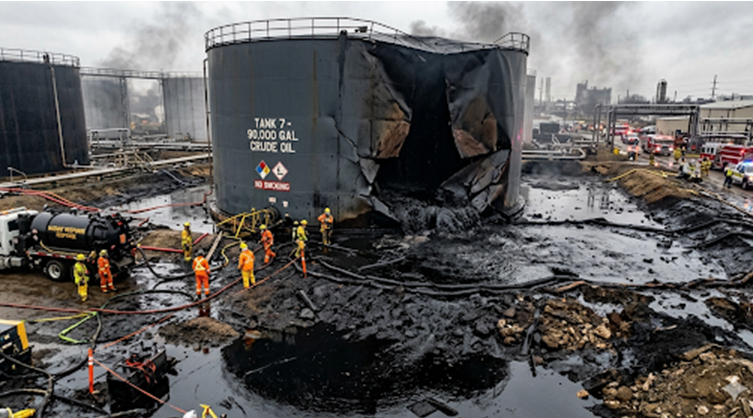 TANK 7 -
90,000 GAL
CRUDE OIL
NO SMOKING